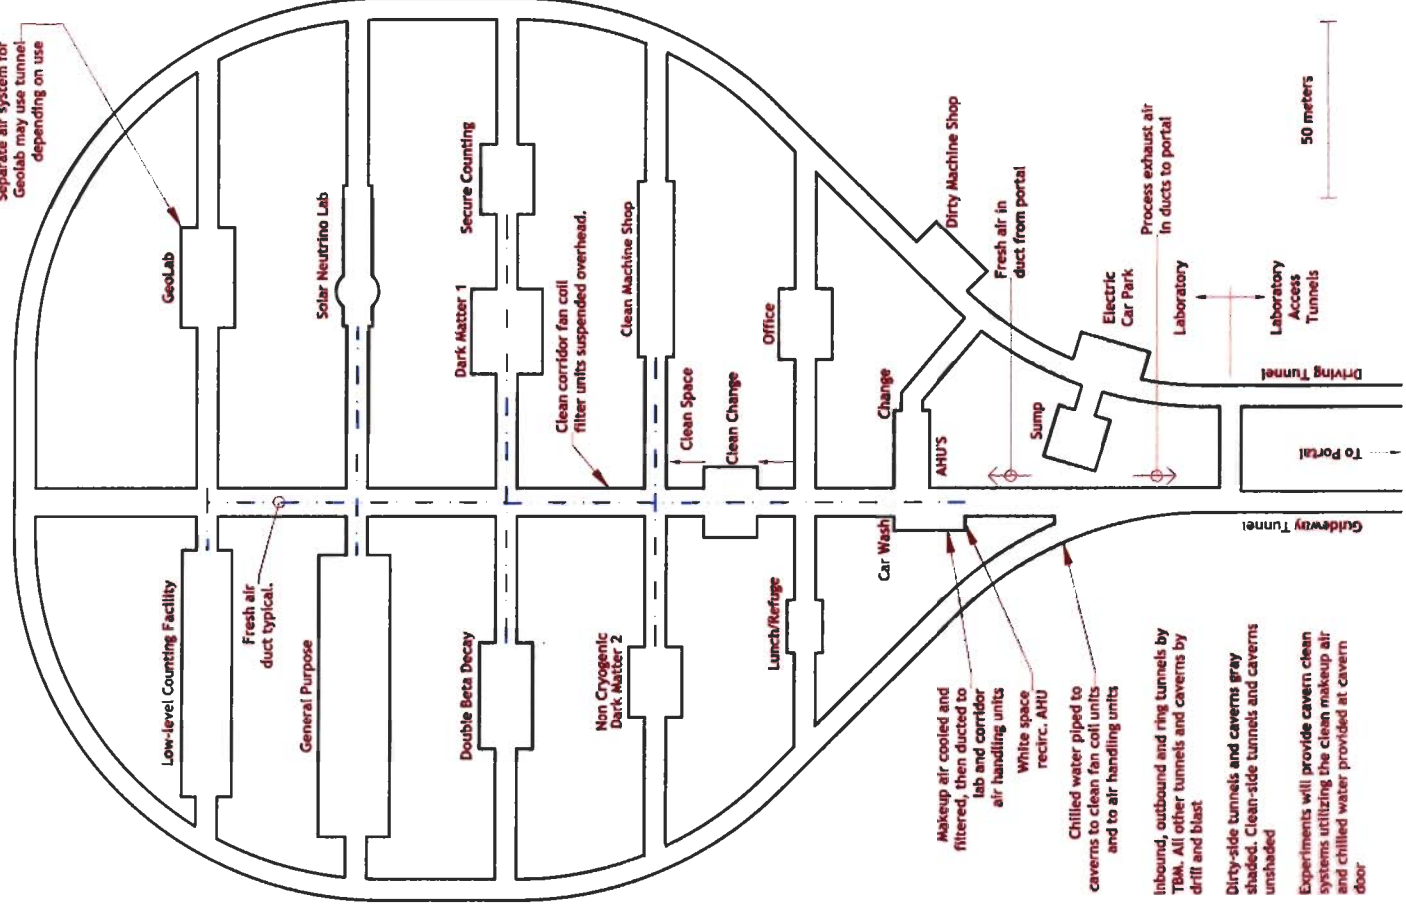 Separate air system for
Geolab may use tunnel
depending on use
GeoLab
Solar Neutrino Lab
Secure Counting
Dark Matter 1
Clean corridor fan coil
filter units suspended overhead.
Clean Machine Shop
Clean Space
Clean Change
Office
Change
AHU'S
Dirty Machine Shop
Fresh air in
duct from portal
Electric
Car Park
Process exhaust air
in ducts to portal
Laboratory
Laboratory
Access
Tunnels
50 meters
Sump
Driving Tunnel
To Portal
Guideway Tunnel
Low-level Counting Facility
Fresh air
duct typical.
General Purpose
Double Beta Decay
Non Cryogenic
Dark Matter 2
Lunch/Refuge
Car Wash
Makeup air cooled and
filtered, then ducted to
lab and corridor
air handling units
White space
recirc. AHU
Chilled water piped to
caverns to clean fan coil units
and to air handling units
Inbound, outbound and ring tunnels by
TBM. All other tunnels and caverns by
drill and blast
Dirty-side tunnels and caverns gray
shaded. Clean-side tunnels and caverns
unshaded
Experiments will provide cavern clean
systems utilizing the clean makeup air
and chilled water provided at cavern
door